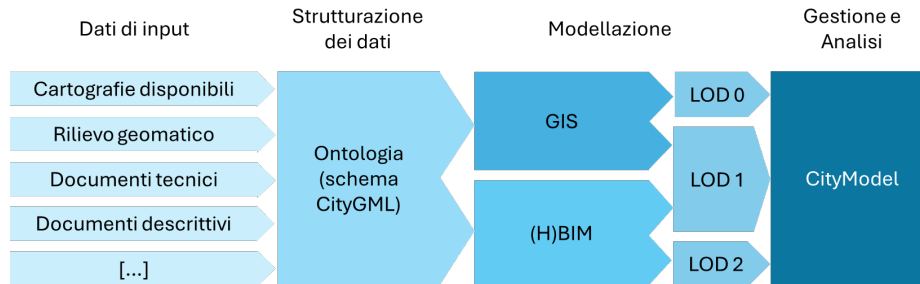 Dati di input
Strutturazione
dei dati
Modellazione
Gestione e
Analisi
Cartografie disponibili
Rilievo geomatico
Documenti tecnici
Documenti descrittivi
[...]
Ontologia
(schema
CityGML)
GIS
(H)BIM
LOD 0
LOD 1
LOD 2
CityModel